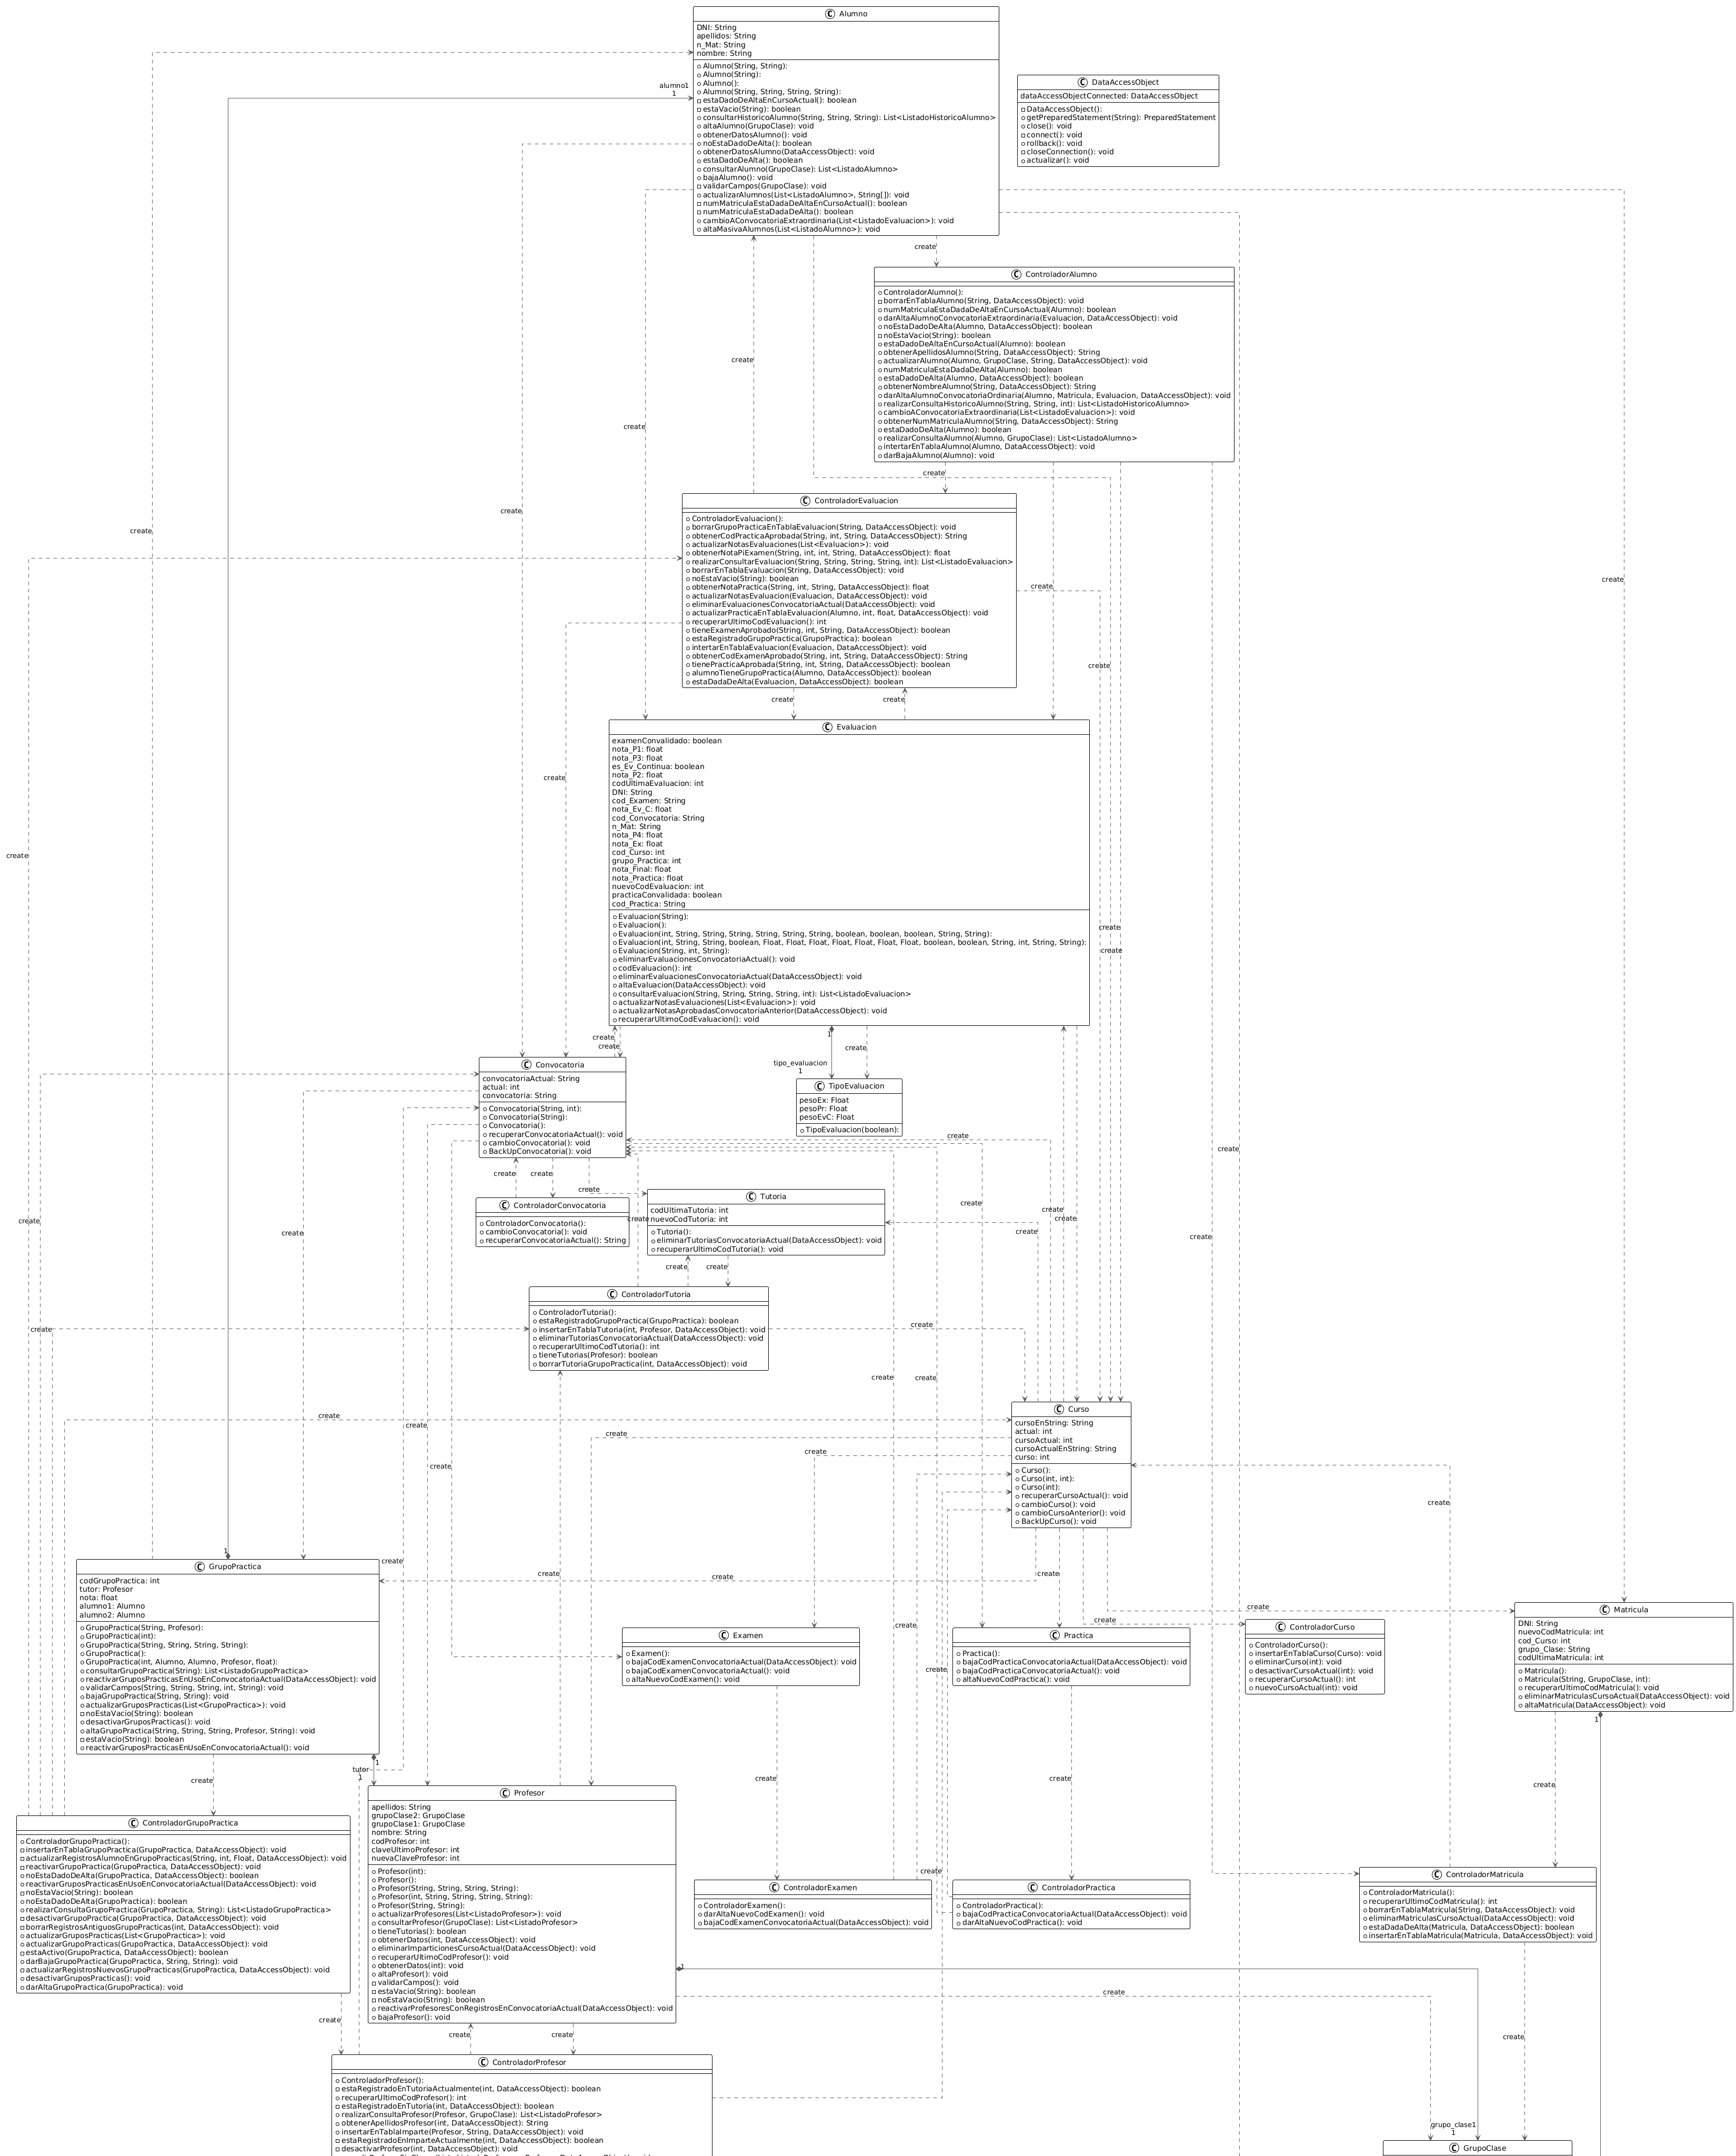 Alumno
DNI: String
apellidos: String
n_Mat: String
nombre: String
Alumno(String, String):
Alumno(String):
Alumno():
Alumno(String, String, String, String):
estaDadoDeAltaEnCursoActual(): boolean
estaVacio(String): boolean
consultarHistoricoAlumno(String, String, String): List<ListadoHistoricoAlumno>
altaAlumno(GrupoClase): void
obtenerDatosAlumno(): void
noEstaDadoDeAlta(): boolean
obtenerDatosAlumno(DataAccessObject): void
estaDadoDeAlta(): boolean
consultarAlumno(GrupoClase): List<ListadoAlumno>
bajaAlumno(): void
validarCampos(GrupoClase): void
actualizarAlumnos(List<ListadoAlumno>, String[]): void
numMatriculaEstaDadaDeAltaEnCursoActual(): boolean
numMatriculaEstaDadaDeAlta(): boolean
cambioAConvocatoriaExtraordinaria(List<ListadoEvaluacion>): void
altaMasivaAlumnos(List<ListadoAlumno>): void
DataAccessObject
dataAccessObjectConnected: DataAccessObject
DataAccessObject():
getPreparedStatement(String): PreparedStatement
close(): void
connect(): void
rollback(): void
closeConnection(): void
actualizar(): void
alumno1
1
create
ControladorAlumno
ControladorAlumno():
borrarEnTablaAlumno(String, DataAccessObject): void
numMatriculaEstaDadaDeAltaEnCursoActual(Alumno): boolean
darAltaAlumnoConvocatoriaExtraordinaria(Evaluacion, DataAccessObject): void
noEstaDadoDeAlta(Alumno, DataAccessObject): boolean
noEstaVacio(String): boolean
estaDadoDeAltaEnCursoActual(Alumno): boolean
obtenerApellidosAlumno(String, DataAccessObject): String
actualizarAlumno(Alumno, GrupoClase, String, DataAccessObject): void
numMatriculaEstaDadaDeAlta(Alumno): boolean
estaDadoDeAlta(Alumno, DataAccessObject): boolean
obtenerNombreAlumno(String, DataAccessObject): String
darAltaAlumnoConvocatoriaOrdinaria(Alumno, Matricula, Evaluacion, DataAccessObject): void
realizarConsultaHistoricoAlumno(String, String, int): List<ListadoHistoricoAlumno>
cambioAConvocatoriaExtraordinaria(List<ListadoEvaluacion>): void
obtenerNumMatriculaAlumno(String, DataAccessObject): String
estaDadoDeAlta(Alumno): boolean
realizarConsultaAlumno(Alumno, GrupoClase): List<ListadoAlumno>
intertarEnTablaAlumno(Alumno, DataAccessObject): void
darBajaAlumno(Alumno): void
create
create
create
create
create
create
ControladorEvaluacion
ControladorEvaluacion():
borrarGrupoPracticaEnTablaEvaluacion(String, DataAccessObject): void
obtenerCodPracticaAprobada(String, int, String, DataAccessObject): String
actualizarNotasEvaluaciones(List<Evaluacion>): void
obtenerNotaPiExamen(String, int, int, String, DataAccessObject): float
realizarConsultarEvaluacion(String, String, String, String, int): List<ListadoEvaluacion>
borrarEnTablaEvaluacion(String, DataAccessObject): void
noEstaVacio(String): boolean
obtenerNotaPractica(String, int, String, DataAccessObject): float
actualizarNotasEvaluacion(Evaluacion, DataAccessObject): void
eliminarEvaluacionesConvocatoriaActual(DataAccessObject): void
actualizarPracticaEnTablaEvaluacion(Alumno, int, float, DataAccessObject): void
recuperarUltimoCodEvaluacion(): int
tieneExamenAprobado(String, int, String, DataAccessObject): boolean
estaRegistradoGrupoPractica(GrupoPractica): boolean
intertarEnTablaEvaluacion(Evaluacion, DataAccessObject): void
obtenerCodExamenAprobado(String, int, String, DataAccessObject): String
tienePracticaAprobada(String, int, String, DataAccessObject): boolean
alumnoTieneGrupoPractica(Alumno, DataAccessObject): boolean
estaDadaDeAlta(Evaluacion, DataAccessObject): boolean
create
create
create
create
create
create
Evaluacion
examenConvalidado: boolean
nota_P1: float
nota_P3: float
es_Ev_Continua: boolean
nota_P2: float
codUltimaEvaluacion: int
DNI: String
cod_Examen: String
nota_Ev_C: float
cod_Convocatoria: String
n_Mat: String
nota_P4: float
nota_Ex: float
cod_Curso: int
grupo_Practica: int
nota_Final: float
nota_Practica: float
nuevoCodEvaluacion: int
practicaConvalidada: boolean
cod_Practica: String
Evaluacion(String):
Evaluacion():
Evaluacion(int, String, String, String, String, String, String, boolean, boolean, boolean, String, String):
Evaluacion(int, String, String, boolean, Float, Float, Float, Float, Float, Float, Float, boolean, boolean, String, int, String, String):
Evaluacion(String, int, String):
eliminarEvaluacionesConvocatoriaActual(): void
codEvaluacion(): int
eliminarEvaluacionesConvocatoriaActual(DataAccessObject): void
altaEvaluacion(DataAccessObject): void
consultarEvaluacion(String, String, String, String, int): List<ListadoEvaluacion>
actualizarNotasEvaluaciones(List<Evaluacion>): void
actualizarNotasAprobadasConvocatoriaAnterior(DataAccessObject): void
recuperarUltimoCodEvaluacion(): void
create
create
create
create
1
create
create
create
tipo_evaluacion
1
Convocatoria
convocatoriaActual: String
actual: int
convocatoria: String
Convocatoria(String, int):
Convocatoria(String):
Convocatoria():
recuperarConvocatoriaActual(): void
cambioConvocatoria(): void
BackUpConvocatoria(): void
TipoEvaluacion
pesoEx: Float
pesoPr: Float
pesoEvC: Float
TipoEvaluacion(boolean):
create
create
create
create
create
create
ControladorConvocatoria
ControladorConvocatoria():
cambioConvocatoria(): void
recuperarConvocatoriaActual(): String
Tutoria
codUltimaTutoria: int
nuevoCodTutoria: int
Tutoria():
eliminarTutoriasConvocatoriaActual(DataAccessObject): void
recuperarUltimoCodTutoria(): void
create
create
create
create
create
create
create
create
create
ControladorTutoria
ControladorTutoria():
estaRegistradoGrupoPractica(GrupoPractica): boolean
insertarEnTablaTutoria(int, Profesor, DataAccessObject): void
eliminarTutoriasConvocatoriaActual(DataAccessObject): void
recuperarUltimoCodTutoria(): int
tieneTutorias(Profesor): boolean
borrarTutoriaGrupoPractica(int, DataAccessObject): void
create
create
create
create
create
Curso
cursoEnString: String
actual: int
cursoActual: int
cursoActualEnString: String
curso: int
Curso():
Curso(int, int):
Curso(int):
recuperarCursoActual(): void
cambioCurso(): void
cambioCursoAnterior(): void
BackUpCurso(): void
create
create
create
create
create
create
1
create
create
create
create
create
create
GrupoPractica
codGrupoPractica: int
tutor: Profesor
nota: float
alumno1: Alumno
alumno2: Alumno
GrupoPractica(String, Profesor):
GrupoPractica(int):
GrupoPractica(String, String, String, String):
GrupoPractica():
GrupoPractica(int, Alumno, Alumno, Profesor, float):
consultarGrupoPractica(String): List<ListadoGrupoPractica>
reactivarGruposPracticasEnUsoEnConvocatoriaActual(DataAccessObject): void
validarCampos(String, String, String, int, String): void
bajaGrupoPractica(String, String): void
actualizarGruposPracticas(List<GrupoPractica>): void
noEstaVacio(String): boolean
desactivarGruposPracticas(): void
altaGrupoPractica(String, String, String, Profesor, String): void
estaVacio(String): boolean
reactivarGruposPracticasEnUsoEnConvocatoriaActual(): void
Examen
Examen():
bajaCodExamenConvocatoriaActual(DataAccessObject): void
bajaCodExamenConvocatoriaActual(): void
altaNuevoCodExamen(): void
Practica
Practica():
bajaCodPracticaConvocatoriaActual(DataAccessObject): void
bajaCodPracticaConvocatoriaActual(): void
altaNuevoCodPractica(): void
ControladorCurso
ControladorCurso():
insertarEnTablaCurso(Curso): void
eliminarCurso(int): void
desactivarCursoActual(int): void
recuperarCursoActual(): int
nuevoCursoActual(int): void
Matricula
DNI: String
nuevoCodMatricula: int
cod_Curso: int
grupo_Clase: String
codUltimaMatricula: int
Matricula():
Matricula(String, GrupoClase, int):
recuperarUltimoCodMatricula(): void
eliminarMatriculasCursoActual(DataAccessObject): void
altaMatricula(DataAccessObject): void
create
1
tutor
1
create
create
create
create
create
1
ControladorGrupoPractica
ControladorGrupoPractica():
insertarEnTablaGrupoPractica(GrupoPractica, DataAccessObject): void
actualizarRegistrosAlumnoEnGrupoPracticas(String, int, Float, DataAccessObject): void
reactivarGrupoPractica(GrupoPractica, DataAccessObject): void
noEstaDadoDeAlta(GrupoPractica, DataAccessObject): boolean
reactivarGruposPracticasEnUsoEnConvocatoriaActual(DataAccessObject): void
noEstaVacio(String): boolean
noEstaDadoDeAlta(GrupoPractica): boolean
realizarConsultaGrupoPractica(GrupoPractica, String): List<ListadoGrupoPractica>
desactivarGrupoPractica(GrupoPractica, DataAccessObject): void
borrarRegistrosAntiguosGrupoPracticas(int, DataAccessObject): void
actualizarGruposPracticas(List<GrupoPractica>): void
actualizarGrupoPracticas(GrupoPractica, DataAccessObject): void
estaActivo(GrupoPractica, DataAccessObject): boolean
darBajaGrupoPractica(GrupoPractica, String, String): void
actualizarRegistrosNuevosGrupoPracticas(GrupoPractica, DataAccessObject): void
desactivarGruposPracticas(): void
darAltaGrupoPractica(GrupoPractica): void
Profesor
apellidos: String
grupoClase2: GrupoClase
grupoClase1: GrupoClase
nombre: String
codProfesor: int
claveUltimoProfesor: int
nuevaClaveProfesor: int
Profesor(int):
Profesor():
Profesor(String, String, String, String):
Profesor(int, String, String, String, String):
Profesor(String, String):
actualizarProfesores(List<ListadoProfesor>): void
consultarProfesor(GrupoClase): List<ListadoProfesor>
tieneTutorias(): boolean
obtenerDatos(int, DataAccessObject): void
eliminarImparticionesCursoActual(DataAccessObject): void
recuperarUltimoCodProfesor(): void
obtenerDatos(int): void
altaProfesor(): void
validarCampos(): void
estaVacio(String): boolean
noEstaVacio(String): boolean
reactivarProfesoresConRegistrosEnConvocatoriaActual(DataAccessObject): void
bajaProfesor(): void
ControladorExamen
ControladorExamen():
darAltaNuevoCodExamen(): void
bajaCodExamenConvocatoriaActual(DataAccessObject): void
ControladorPractica
ControladorPractica():
bajaCodPracticaConvocatoriaActual(DataAccessObject): void
darAltaNuevoCodPractica(): void
ControladorMatricula
ControladorMatricula():
recuperarUltimoCodMatricula(): int
borrarEnTablaMatricula(String, DataAccessObject): void
eliminarMatriculasCursoActual(DataAccessObject): void
estaDadaDeAlta(Matricula, DataAccessObject): boolean
insertarEnTablaMatricula(Matricula, DataAccessObject): void
1
create
create
create
create
create
ControladorProfesor
ControladorProfesor():
estaRegistradoEnTutoriaActualmente(int, DataAccessObject): boolean
recuperarUltimoCodProfesor(): int
estaRegistradoEnTutoria(int, DataAccessObject): boolean
realizarConsultaProfesor(Profesor, GrupoClase): List<ListadoProfesor>
obtenerApellidosProfesor(int, DataAccessObject): String
insertarEnTablaImparte(Profesor, String, DataAccessObject): void
estaRegistradoEnImparteActualmente(int, DataAccessObject): boolean
desactivarProfesor(int, DataAccessObject): void
grupo_clase1
1
GrupoClase